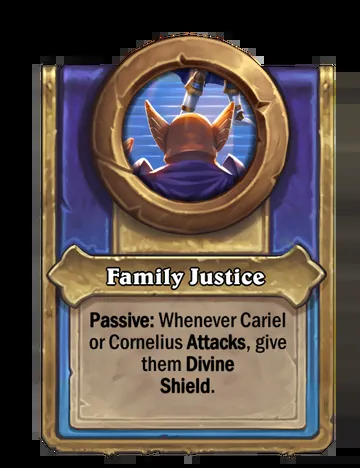 Family Justice
Passive: Whenever Cariel
or Cornelius Attacks, give
them Divine
Shield.